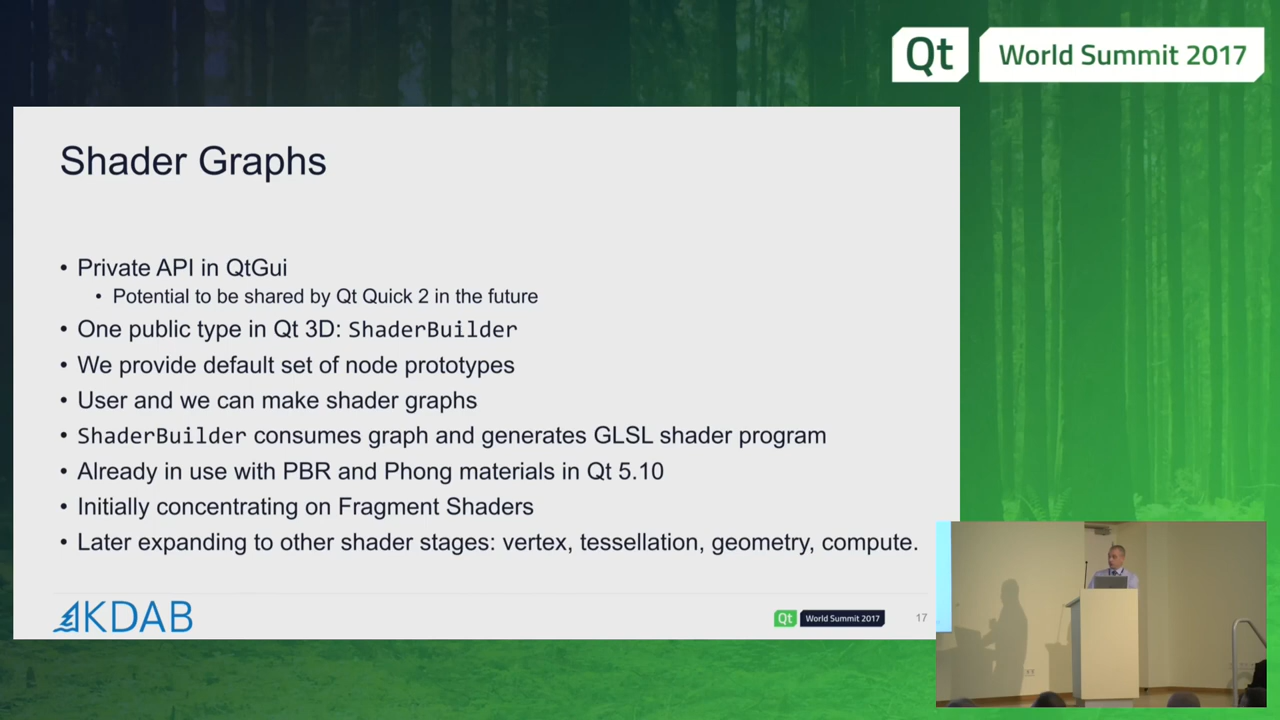 Qt World Summit 2017
Shader Graphs
• Private API in QtGui
• Potential to be shared by Qt Quick 2 in the future
• One public type in Qt 3D: ShaderBuilder
• We provide default set of node prototypes
• User and we can make shader graphs
• ShaderBuilder consumes graph and generates GLSL shader program
• Already in use with PBR and Phong materials in Qt 5.10
• Initially concentrating on Fragment Shaders
• Later expanding to other shader stages: vertex, tessellation, geometry, compute.
KDAB
Qt World Summit 2017
17